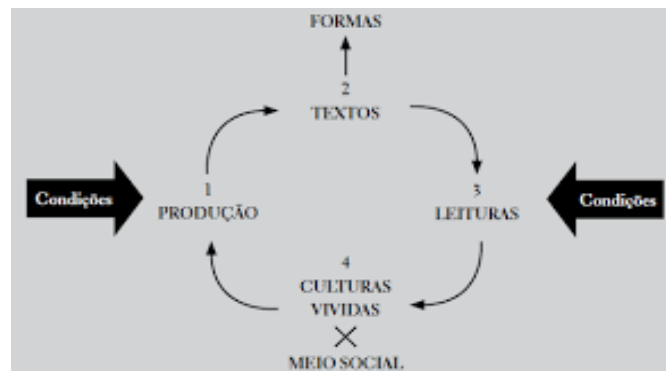 FORMAS
2
TEXTOS
Condições
1
PRODUÇÃO
3
LEITURAS
Condições
4
CULTURAS
VIVIDAS
MEIO SOCIAL